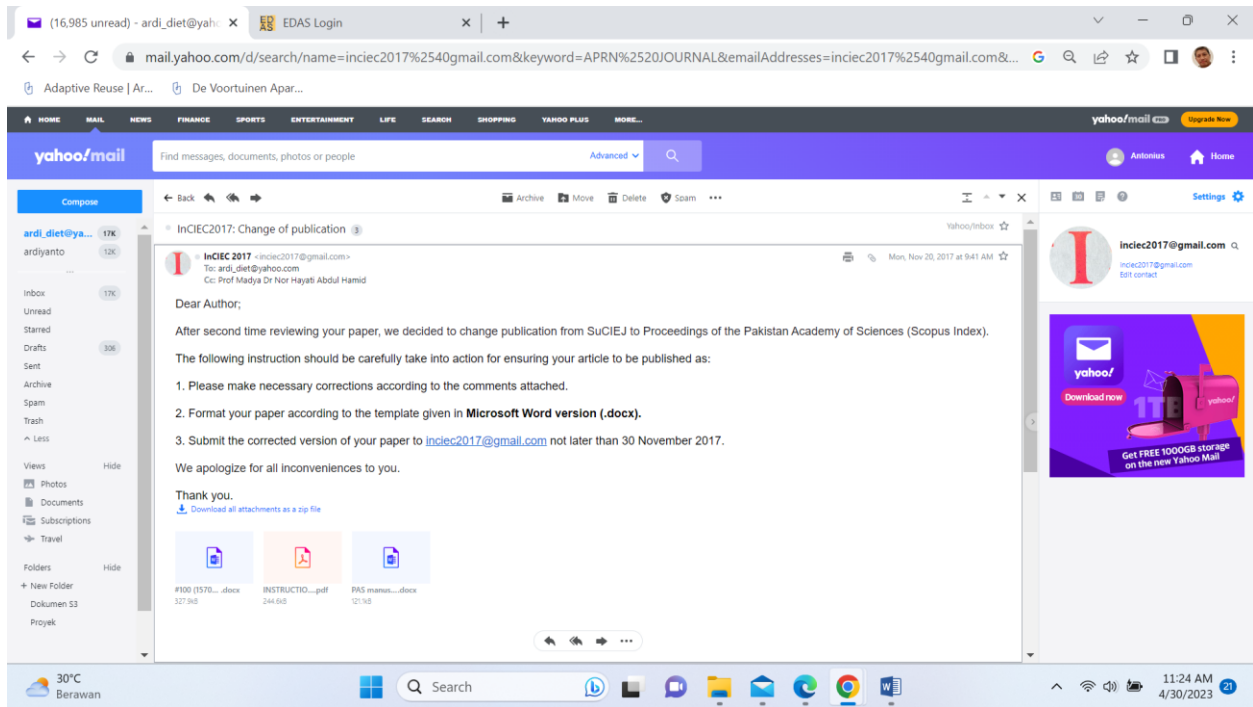 (16,985 unread) - ardi_diet@yaho
EDAS Login
mail.yahoo.com/d/search/name=inciec2017%2540gmail.com&keyword=APRN%2520JOURNAL&emailAddresses=inciec2017%2540gmail.com&...
Adaptive Reuse | Ar...
De Voortuinen Apar...
HOME MAIL NEWS FINANCE SPORTS ENTERTAINMENT LIFE SEARCH SHOPPING YAHOO PLUS MORE...
yahoo!mail PRO Upgrade Now
yahoo!mail
Find messages, documents, photos or people
Advanced
Antonius
Home
Compose
Back
Archive Move Delete Spam
Settings
ardi_diet@ya... 17K
ardiyanto 12K
Inbox 17K
Unread
Starred
Drafts 306
Sent
Archive
Spam
Trash
Less
Views Hide
Photos
Documents
Subscriptions
Travel
Folders Hide
+ New Folder
Dokumen S3
Proyek
InCIEC2017: Change of publication 3
Yahoo/Inbox
InCIEC 2017 <inciec2017@gmail.com>
Mon, Nov 20, 2017 at 9:41 AM
To: ardi_diet@yahoo.com
Cc: Prof Madya Dr Nor Hayati Abdul Hamid
Dear Author;
After second time reviewing your paper, we decided to change publication from SuCIEJ to Proceedings of the Pakistan Academy of Sciences (Scopus Index).
The following instruction should be carefully take into action for ensuring your article to be published as:
1. Please make necessary corrections according to the comments attached.
2. Format your paper according to the template given in Microsoft Word version (.docx).
3. Submit the corrected version of your paper to inciec2017@gmail.com not later than 30 November 2017.
We apologize for all inconveniences to you.
Thank you.
Download all attachments as a zip file
#100 (1570... .docx
327.9kB
INSTRUCTIO....pdf
244.6kB
PAS manus....docx
121.1kB
inciec2017@gmail.com
inciec2017@gmail.com
Edit contact
yahoo!
Download now
1TB
yahoo!
Get FREE 1000GB storage
on the new Yahoo Mail
30°C
Berawan
Search
11:24 AM
4/30/2023
21